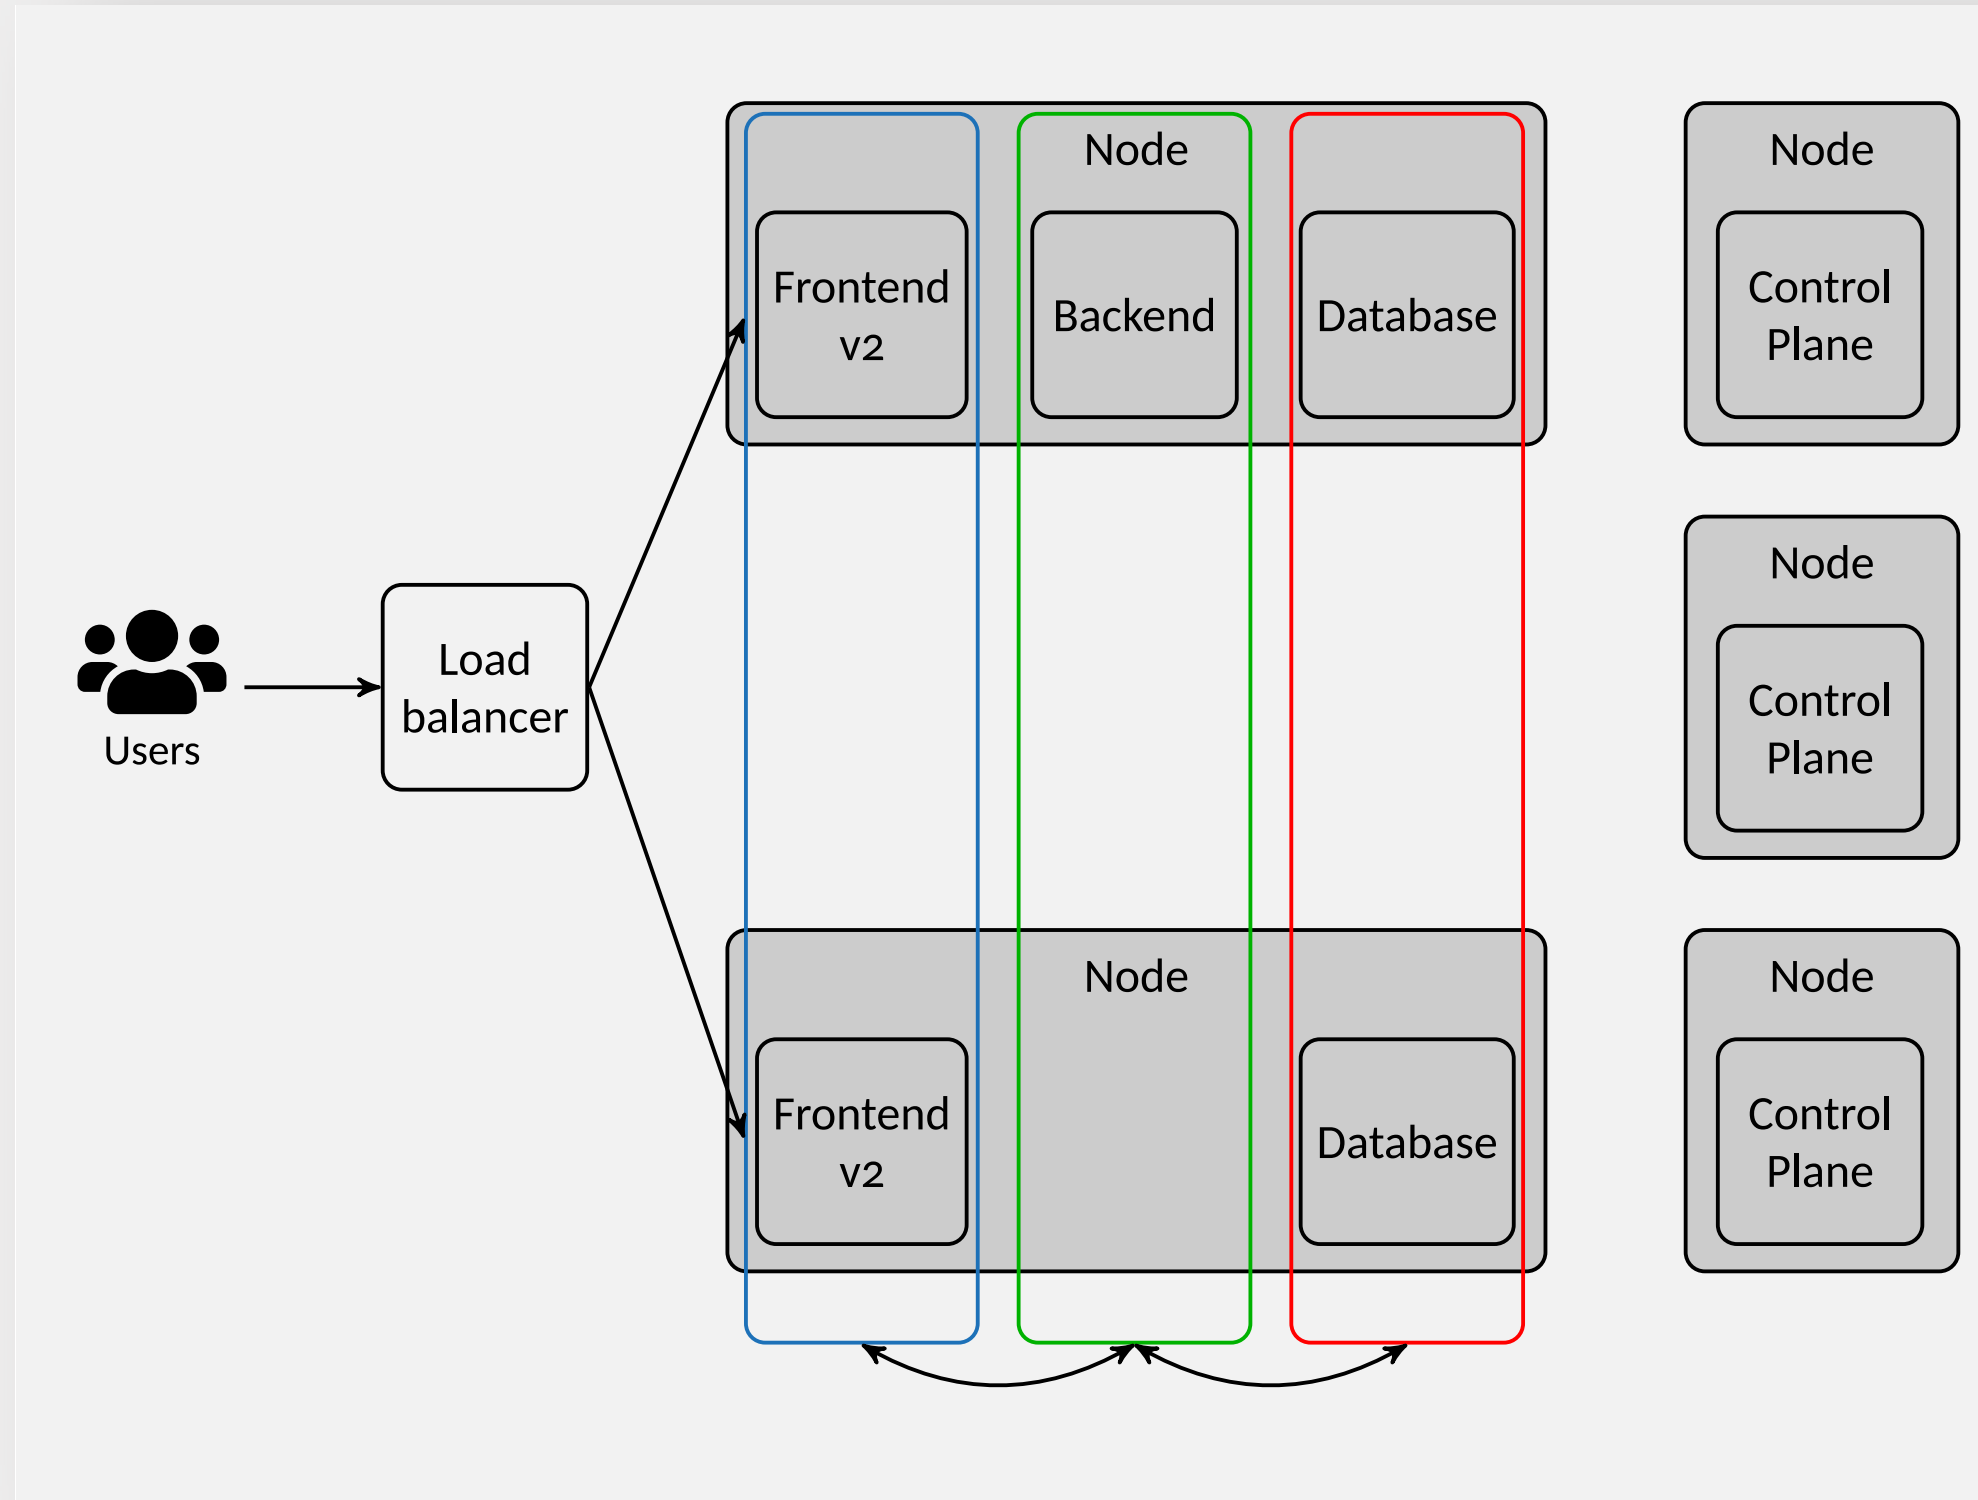 Node
Frontend
v2
Backend
Database
Node
Control
Plane
Node
Control
Plane
Load
balancer
Users
Node
Frontend
v2
Database
Node
Control
Plane